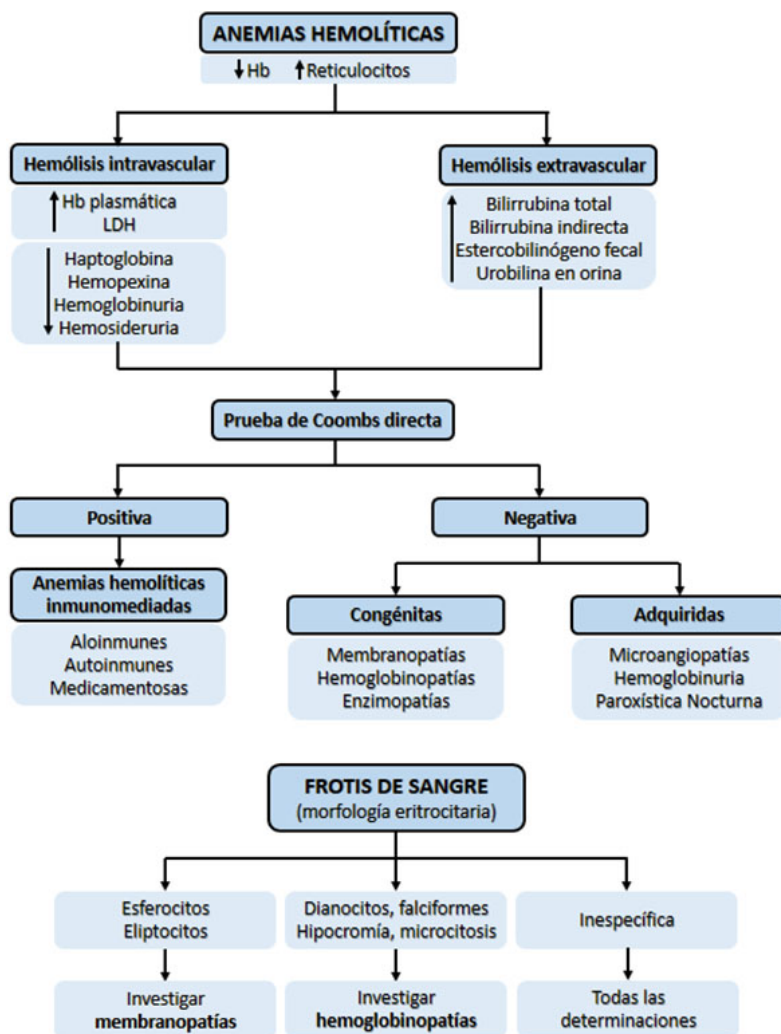 ANEMIAS HEMOLÍTICAS
↓Hb ↑Reticulocitos
Hemólisis intravascular
Hb plasmática
LDH
Haptoglobina
Hemopexina
Hemoglobinuria
Hemosideruria
Hemólisis extravascular
Bilirrubina total
Bilirrubina indirecta
Estercobilinógeno fecal
Urobilina en orina
Prueba de Coombs directa
Positiva
Negativa
Anemias hemolíticas
inmunomediadas
Aloinmunes
Autoinmunes
Medicamentosas
Congénitas
Membranopatías
Hemoglobinopatías
Enzimopatías
Adquiridas
Microangiopatías
Hemoglobinuria
Paroxística Nocturna
FROTIS DE SANGRE
(morfología eritrocitaria)
Esferocitos
Eliptocitos
Dianocitos, falciformes
Hipocromía, microcitosis
Inespecífica
Investigar
membranopatías
Investigar
hemoglobinopatías
Todas las
determinaciones